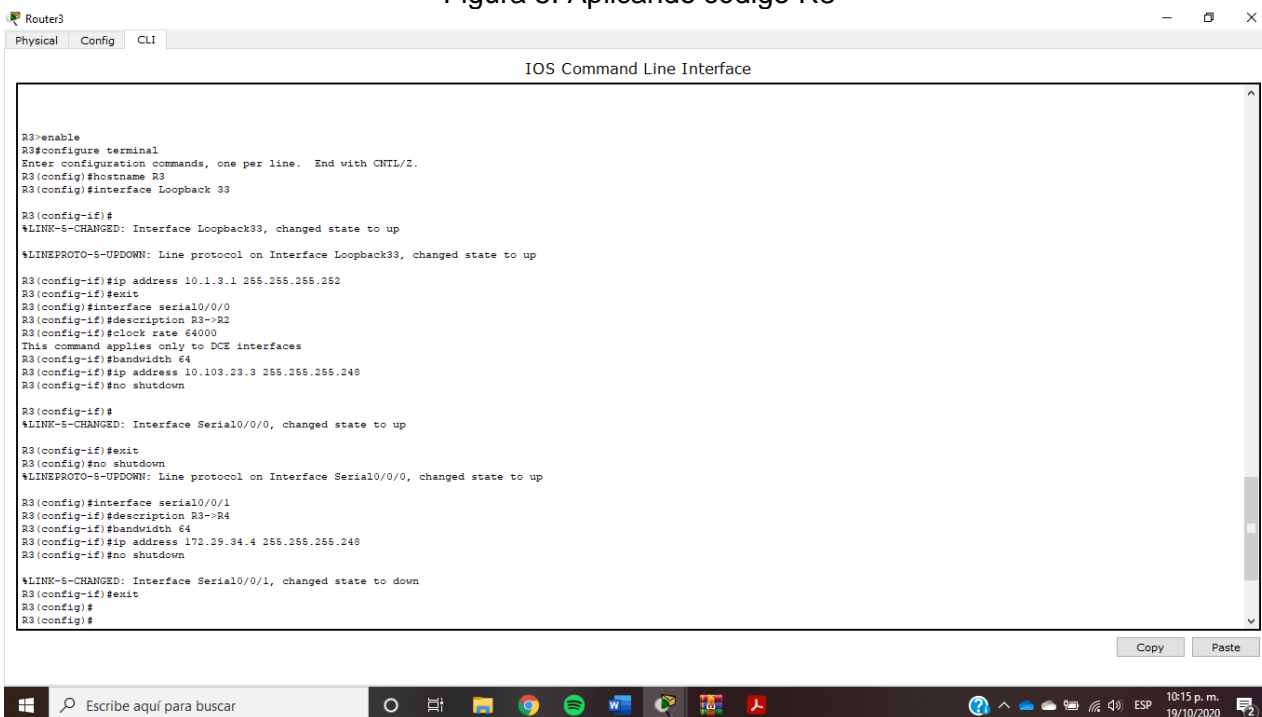 Figura 3. Aplicando código R3
Router3
Physical Config CLI
IOS Command Line Interface
R3>enable
R3#configure terminal
Enter configuration commands, one per line. End with CNTL/Z.
R3(config)#hostname R3
R3(config)#interface Loopback 33
R3(config-if)#
%LINK-5-CHANGED: Interface Loopback33, changed state to up
%LINEPROTO-5-UPDOWN: Line protocol on Interface Loopback33, changed state to up
R3(config-if)#ip address 10.1.3.1 255.255.255.252
R3(config-if)#exit
R3(config)#interface serial0/0/0
R3(config-if)#description R3->R2
R3(config-if)#clock rate 64000
This command applies only to DCE interfaces
R3(config-if)#bandwidth 64
R3(config-if)#ip address 10.103.23.3 255.255.255.248
R3(config-if)#no shutdown
R3(config-if)#
%LINK-5-CHANGED: Interface Serial0/0/0, changed state to up
R3(config-if)#exit
R3(config)#no shutdown
%LINEPROTO-5-UPDOWN: Line protocol on Interface Serial0/0/0, changed state to up
R3(config)#interface serial0/0/1
R3(config-if)#description R3->R4
R3(config-if)#bandwidth 64
R3(config-if)#ip address 172.29.34.4 255.255.255.248
R3(config-if)#no shutdown
%LINK-5-CHANGED: Interface Serial0/0/1, changed state to down
R3(config-if)#exit
R3(config)#
R3(config)#
Copy Paste
Escribe aquí para buscar
ESP
10:15 p. m.
19/10/2020
2